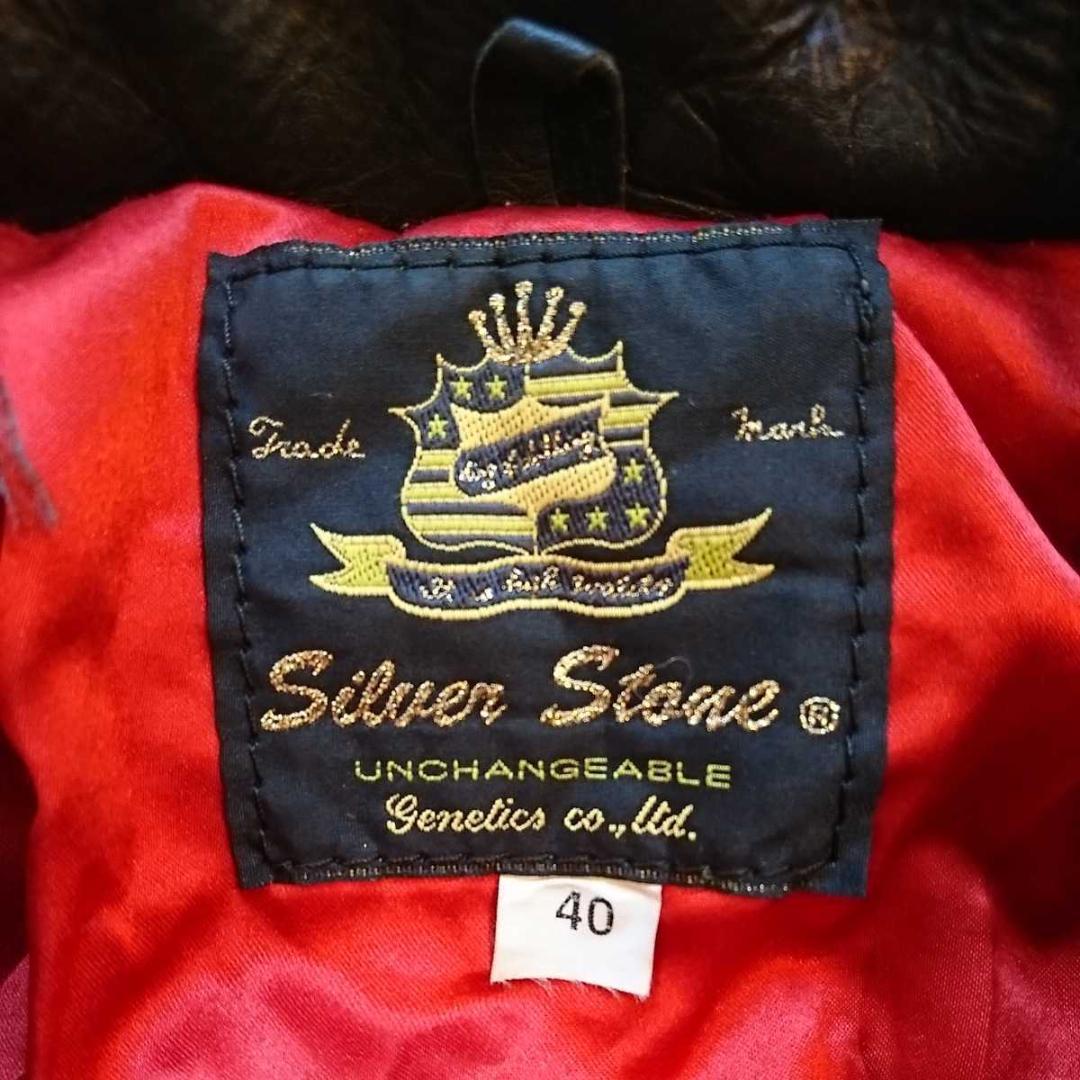 Trade Mark
Silver Stone ®
UNCHANGEABLE
Genetics co.,ltd.
40